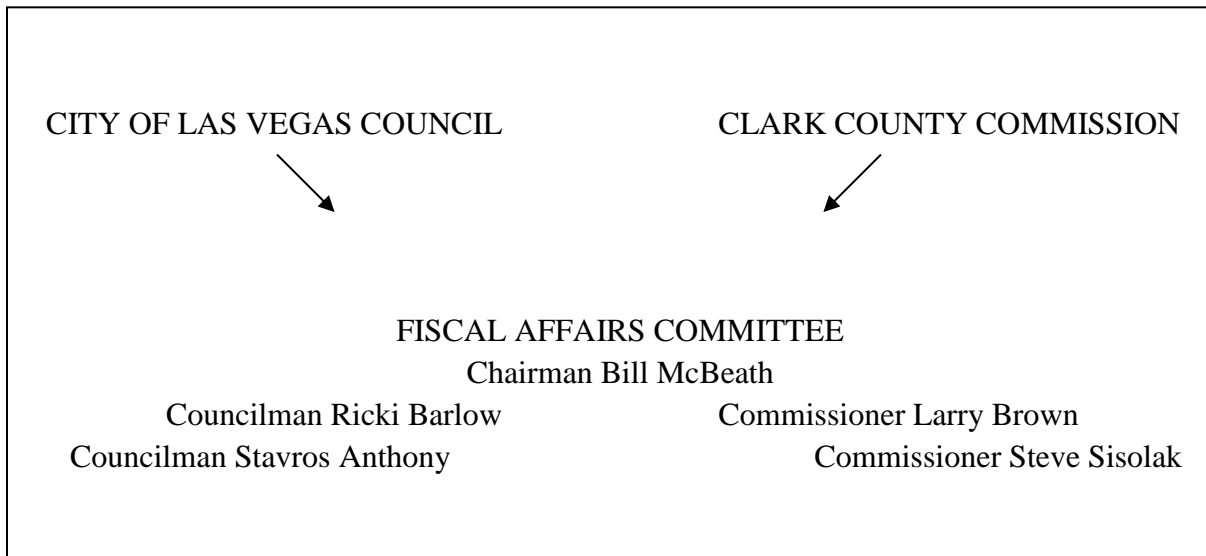 CITY OF LAS VEGAS COUNCIL CLARK COUNTY COMMISSION
FISCAL AFFAIRS COMMITTEE
Chairman Bill McBeath
Councilman Ricki Barlow Commissioner Larry Brown
Councilman Stavros Anthony Commissioner Steve Sisolak